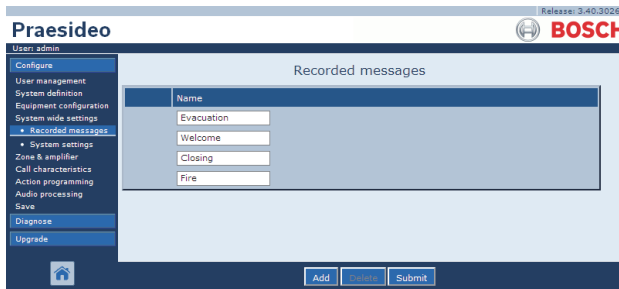 Release: 3.40.3026
Praesideo
BOSCH
User: admin
Configure
User management
System definition
Equipment configuration
System wide settings
• Recorded messages
• System settings
Zone & amplifier
Call characteristics
Action programming
Audio processing
Save
Diagnose
Upgrade
Recorded messages
Name
Evacuation
Welcome
Closing
Fire
Add Delete Submit